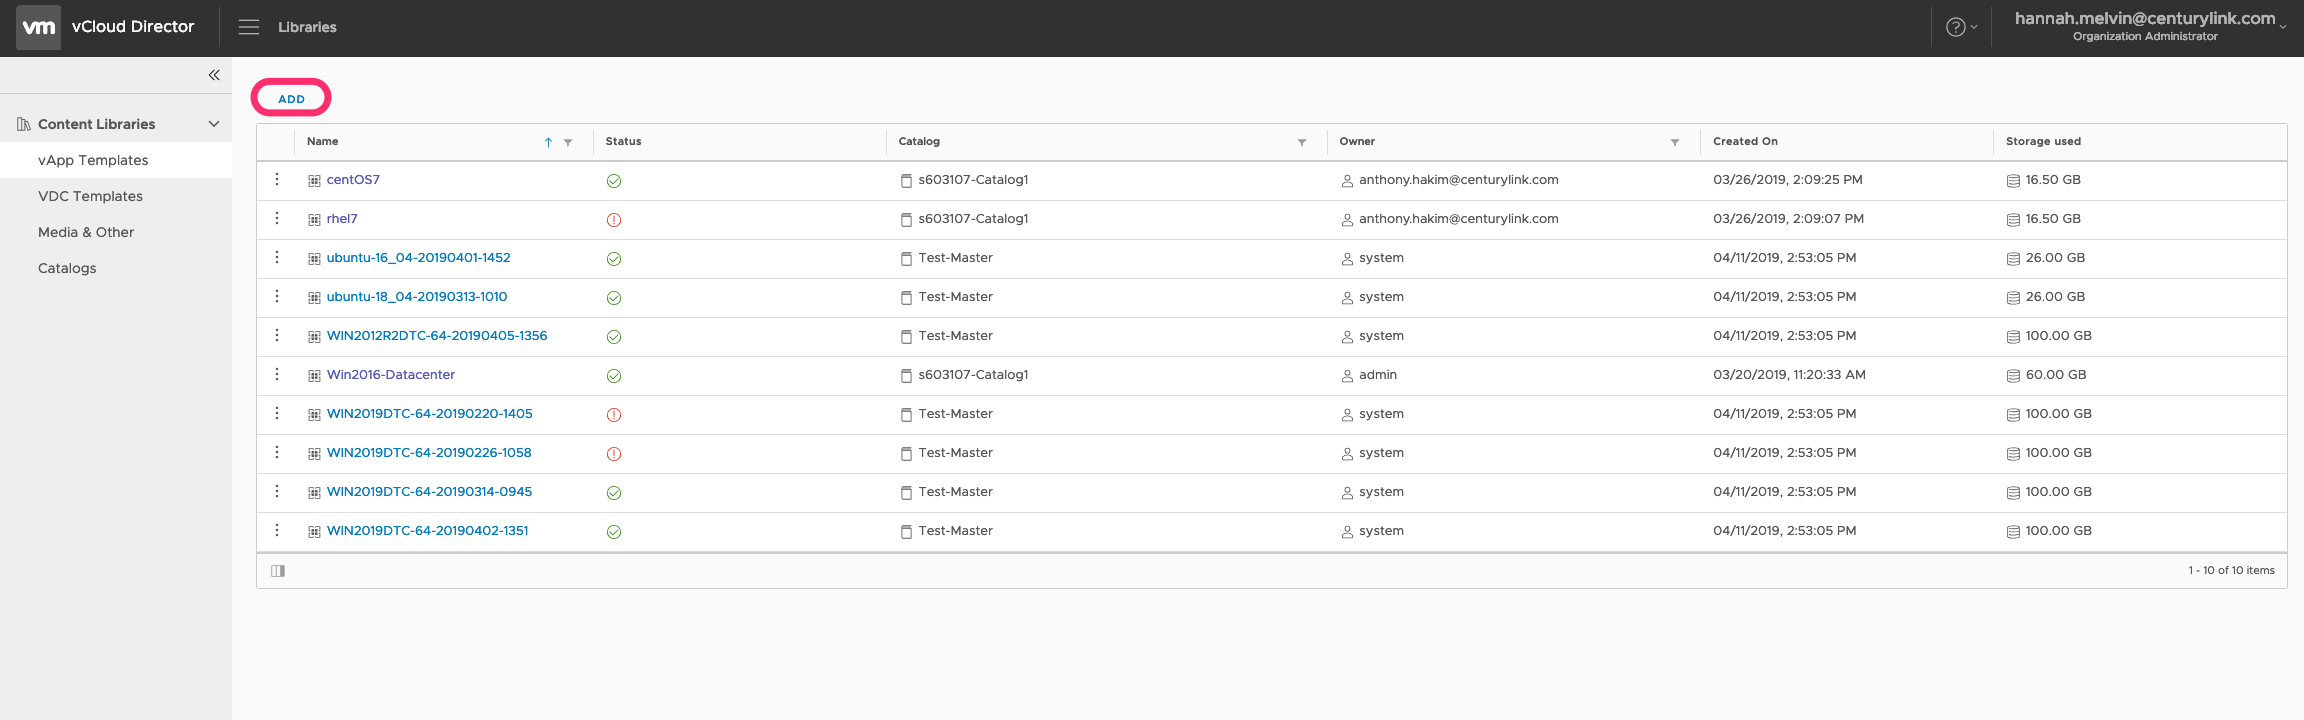 vm vCloud Director Libraries ? hannah.melvin@centurylink.com
Organization Administrator
ADD
Content Libraries
vApp Templates
VDC Templates
Media & Other
Catalogs
Name Status Catalog Owner Created On Storage used
centOS7 s603107-Catalog1 anthony.hakim@centurylink.com 03/26/2019, 2:09:25 PM 16.50 GB
rhel7 s603107-Catalog1 anthony.hakim@centurylink.com 03/26/2019, 2:09:07 PM 16.50 GB
ubuntu-16_04-20190401-1452 Test-Master system 04/11/2019, 2:53:05 PM 26.00 GB
ubuntu-18_04-20190313-1010 Test-Master system 04/11/2019, 2:53:05 PM 26.00 GB
WIN2012R2DTC-64-20190405-1356 Test-Master system 04/11/2019, 2:53:05 PM 100.00 GB
Win2016-Datacenter s603107-Catalog1 admin 03/20/2019, 11:20:33 AM 60.00 GB
WIN2019DTC-64-20190220-1405 Test-Master system 04/11/2019, 2:53:05 PM 100.00 GB
WIN2019DTC-64-20190226-1058 Test-Master system 04/11/2019, 2:53:05 PM 100.00 GB
WIN2019DTC-64-20190314-0945 Test-Master system 04/11/2019, 2:53:05 PM 100.00 GB
WIN2019DTC-64-20190402-1351 Test-Master system 04/11/2019, 2:53:05 PM 100.00 GB
1 - 10 of 10 items